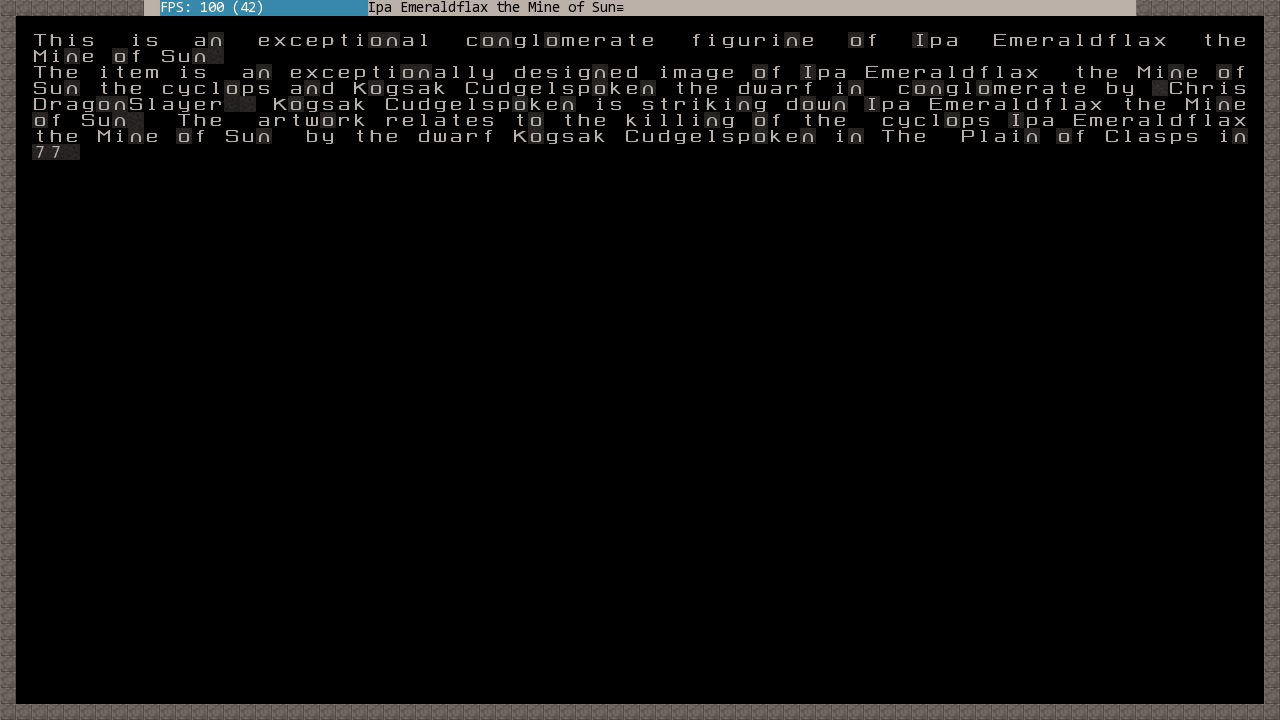 FPS: 100 (42) Ipa Emeraldflax the Mine of Sun≡
This is an exceptional conglomerate figurine of Ipa Emeraldflax the
Mine of Sun
The item is an exceptionally designed image of Ipa Emeraldflax the Mine of
Sun the cyclops and Kogsak Cudgelspoken the dwarf in conglomerate by Chris
DragonSlayer Kogsak Cudgelspoken is striking down Ipa Emeraldflax the Mine
of Sun The artwork relates to the killing of the cyclops Ipa Emeraldflax
the Mine of Sun by the dwarf Kogsak Cudgelspoken in The Plain of Clasps in
77